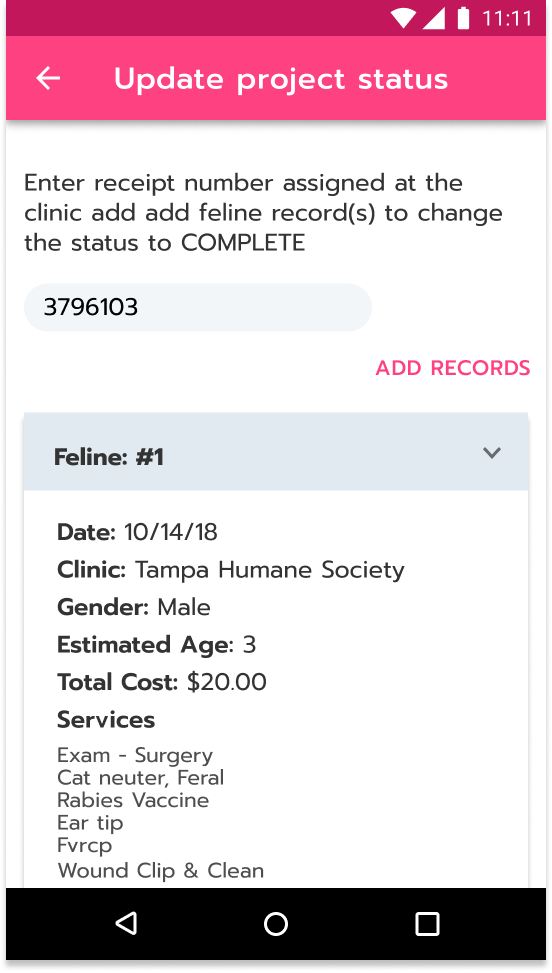 11:11
Update project status
Enter receipt number assigned at the
clinic add add feline record(s) to change
the status to COMPLETE
3796103
ADD RECORDS
Feline: #1
Date: 10/14/18
Clinic: Tampa Humane Society
Gender: Male
Estimated Age: 3
Total Cost: $20.00
Services
Exam - Surgery
Cat neuter, Feral
Rabies Vaccine
Ear tip
Fvrcp
Wound Clip & Clean